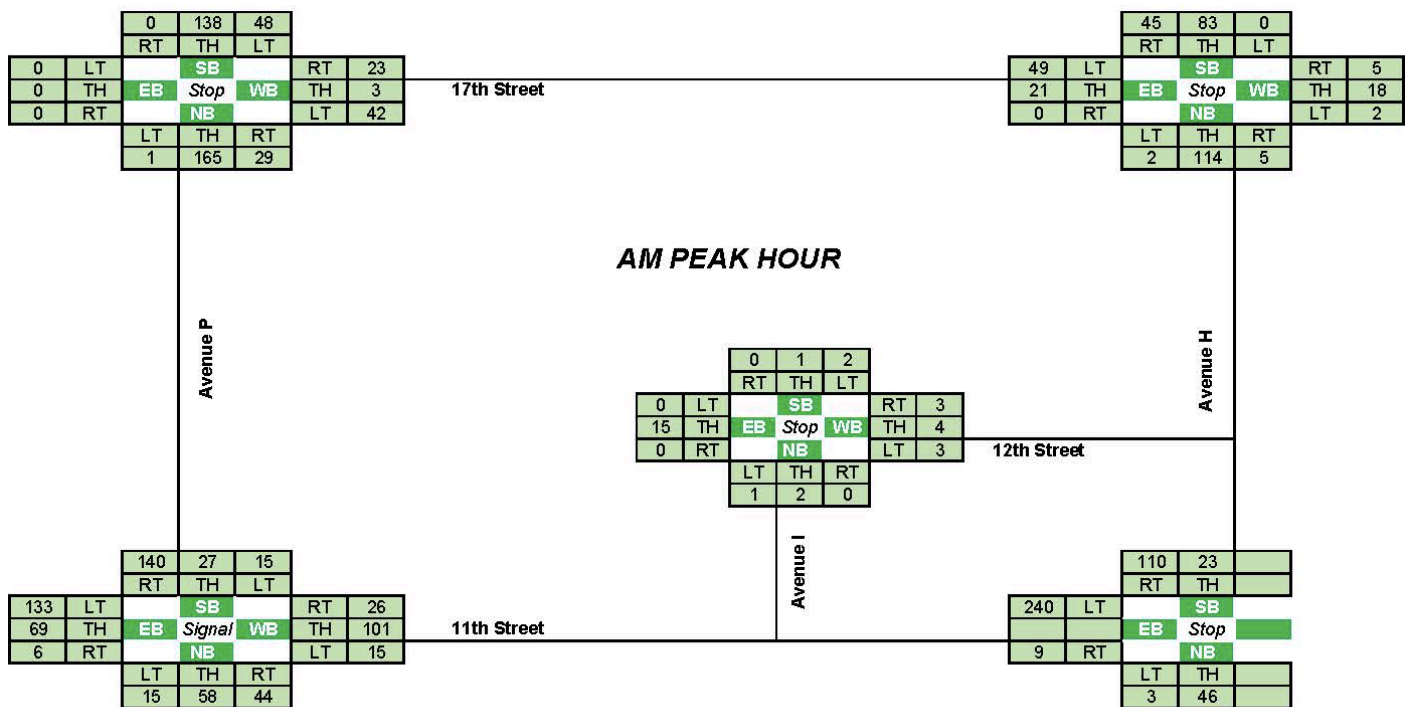 0 138 48 45 83 0
RT TH LT RT TH LT
0 LT SB RT 23 49 LT SB RT 5
0 TH EB Stop WB TH 3 17th Street 21 TH EB Stop WB TH 18
0 RT NB LT 42 0 RT NB LT 2
LT TH RT LT TH RT
1 165 29 2 114 5
AM PEAK HOUR
Avenue P
Avenue H
0 1 2
RT TH LT
0 LT SB RT 3
15 TH EB Stop WB TH 4
0 RT NB LT 3 12th Street
LT TH RT
1 2 0
Avenue I
140 27 15 110 23
RT TH LT RT TH
133 LT SB RT 26 240 LT SB
69 TH EB Signal WB TH 101 11th Street EB Stop
6 RT NB LT 15 9 RT NB
LT TH RT LT TH
15 58 44 3 46